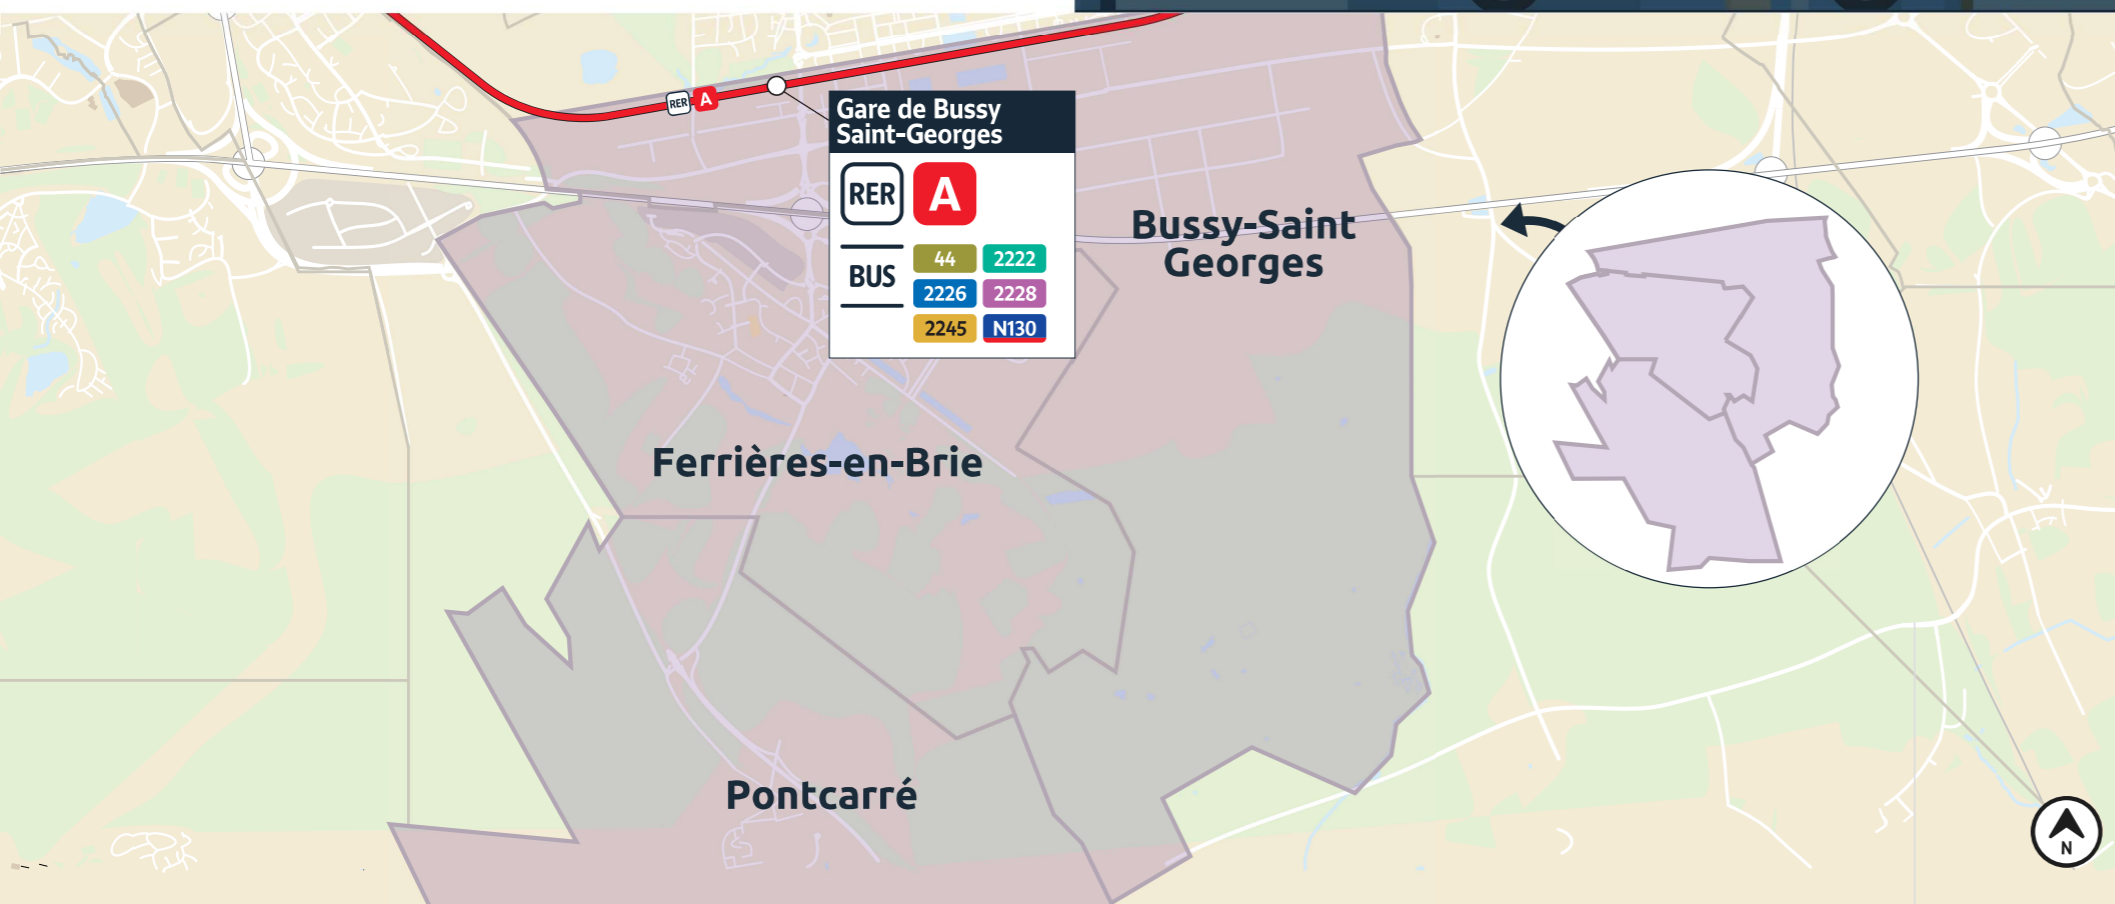 RER A
Gare de Bussy
Saint-Georges
RER A
BUS
44 2222
2226 2228
2245 N130
Bussy-Saint
Georges
Ferrières-en-Brie
Pontcarré
N